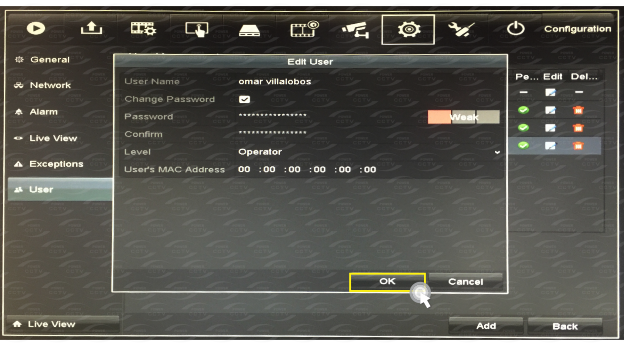 Configuration
General
Network
Alarm
Live View
Exceptions
User
Edit User
User Name omar villalobos
Change Password
Password *************** Weak
Confirm ***************
Level Operator
User's MAC Address 00 :00 :00 :00 :00 :00
OK Cancel
Pe... Edit Del...
Live View
Add Back